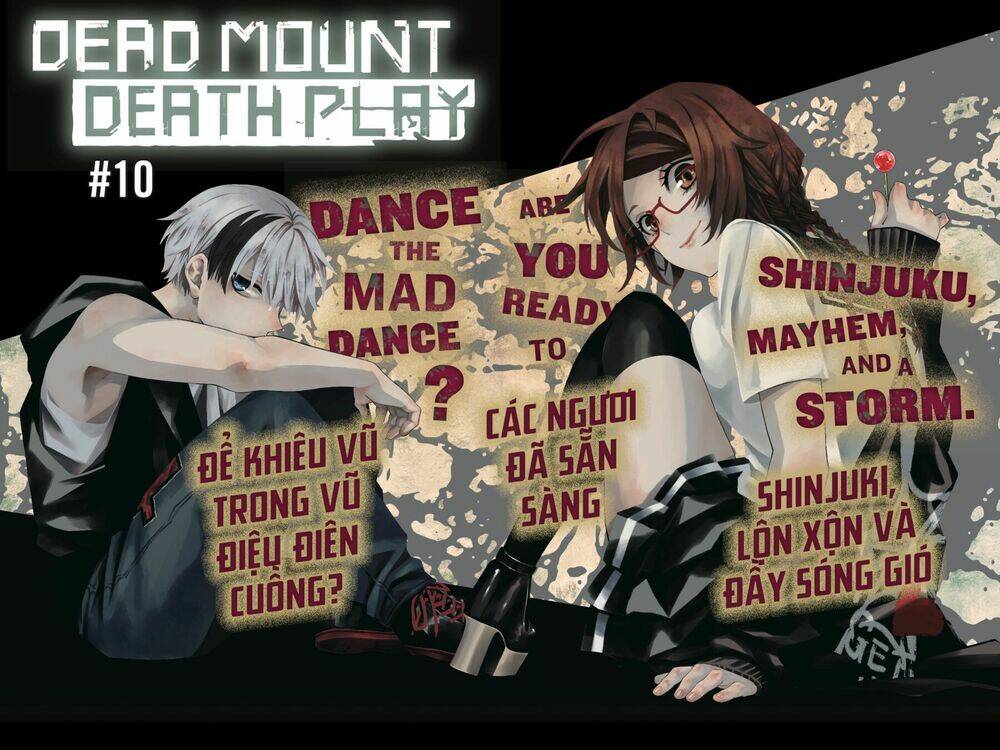 DEAD MOUNT
DEATH PLAY
#10
SHINJUKU,
MAYHEM,
AND A
STORM.
SHINJUKI,
LỘN XỘN VÀ
ĐẦY SÓNG GIÓ
ARE
YOU
READY
TO
CÁC NGƯƠI
ĐÃ SẴN
SÀNG
DANCE
THE
MAD
DANCE
?
ĐỂ KHIÊU VŨ
TRONG VŨ
ĐIỆU ĐIÊN
CUỒNG?